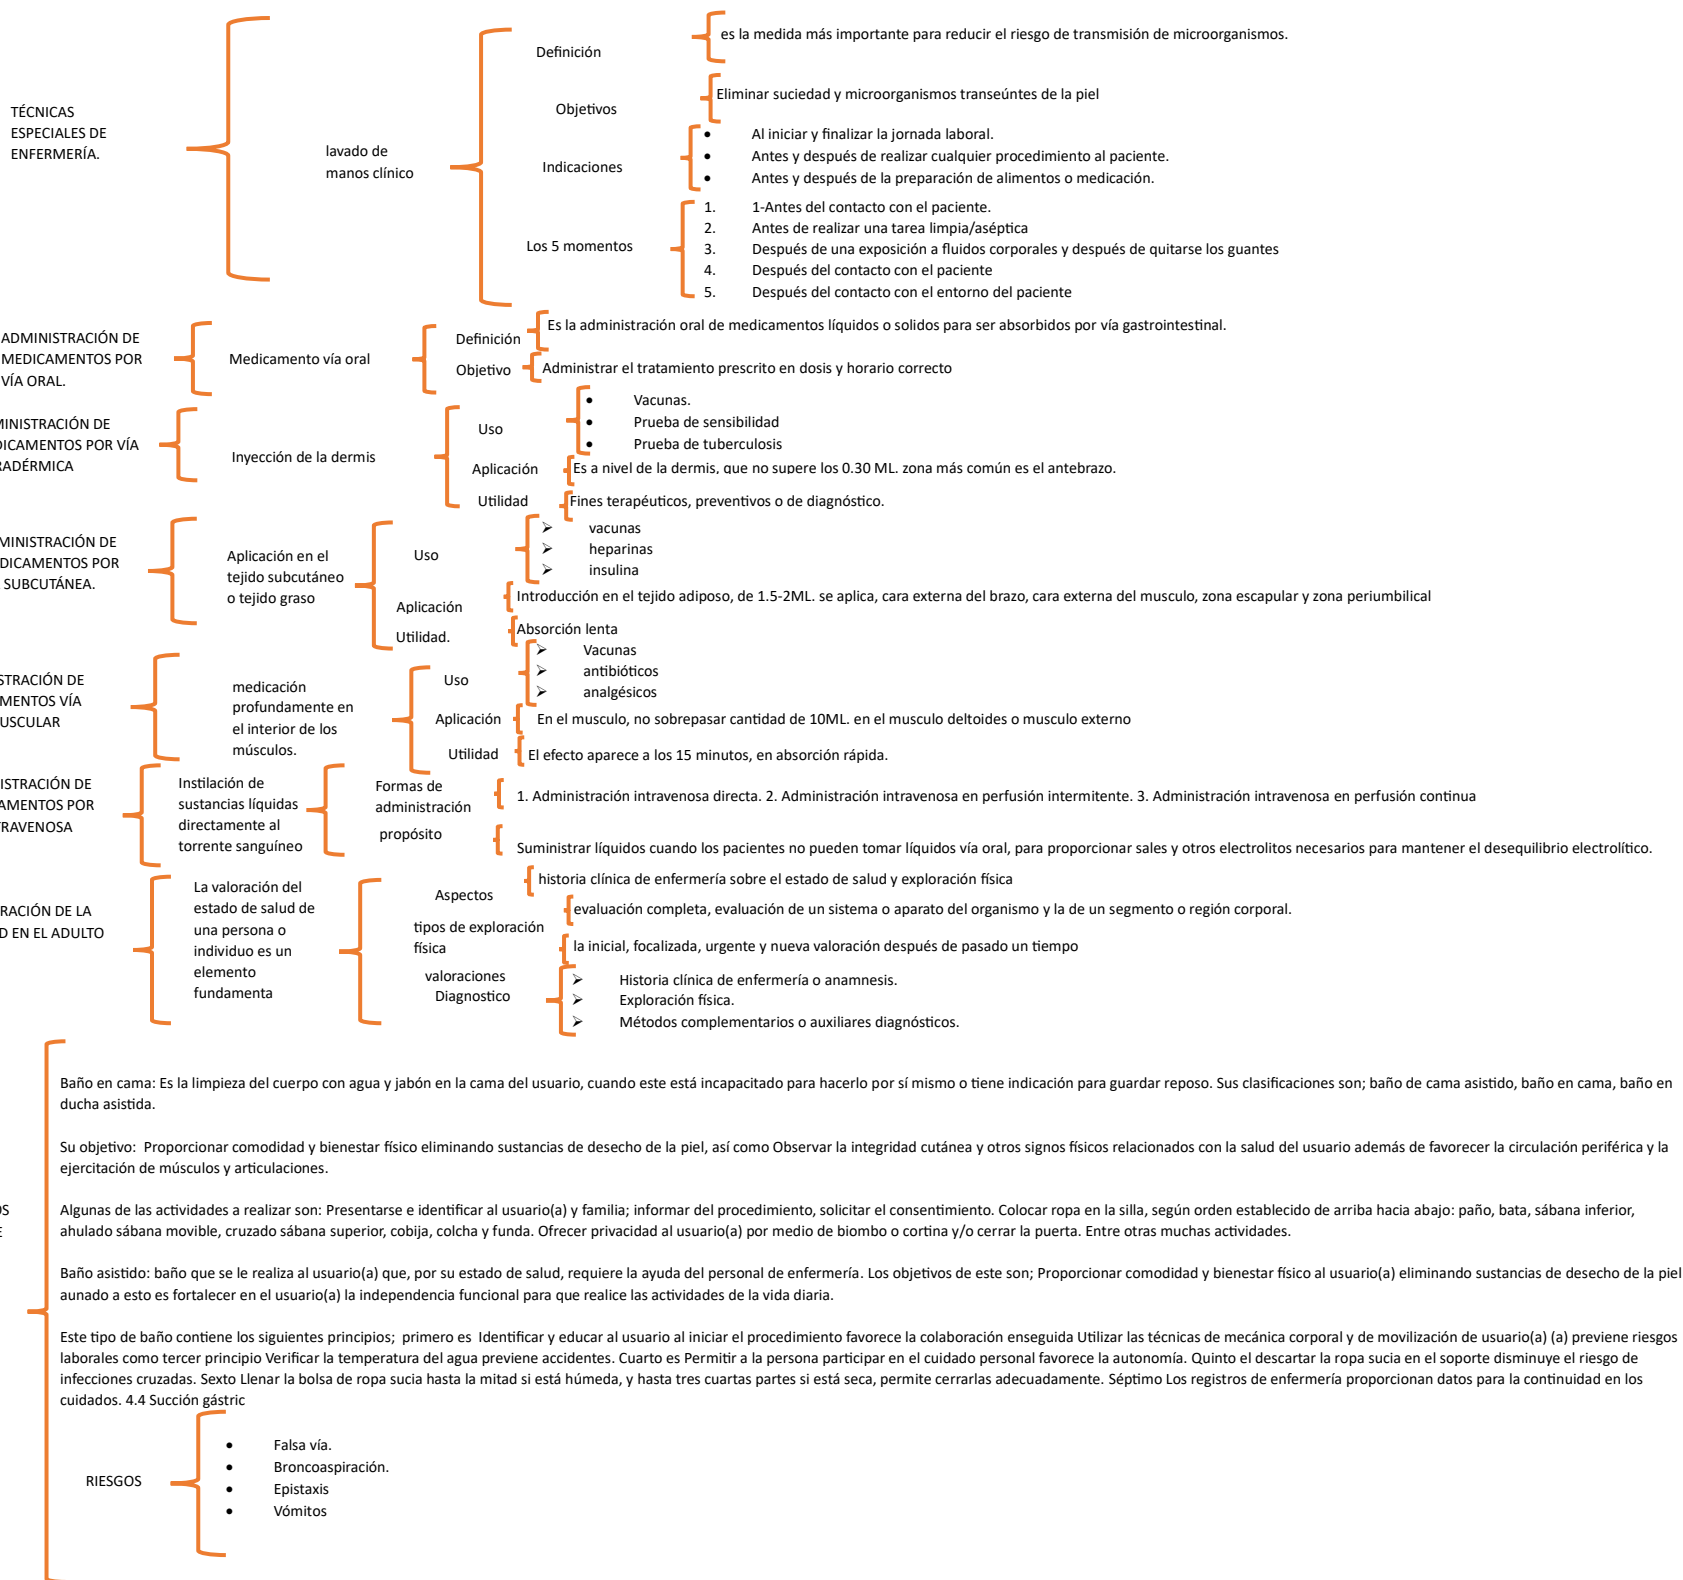 TÉCNICAS
ESPECIALES DE
ENFERMERÍA.
lavado de
manos clínico
Definición
es la medida más importante para reducir el riesgo de transmisión de microorganismos.
Objetivos
Eliminar suciedad y microorganismos transeúntes de la piel
Indicaciones
• Al iniciar y finalizar la jornada laboral.
• Antes y después de realizar cualquier procedimiento al paciente.
• Antes y después de la preparación de alimentos o medicación.
Los 5 momentos
1. 1-Antes del contacto con el paciente.
2. Antes de realizar una tarea limpia/aséptica
3. Después de una exposición a fluidos corporales y después de quitarse los guantes
4. Después del contacto con el paciente
5. Después del contacto con el entorno del paciente
ADMINISTRACIÓN DE
MEDICAMENTOS POR
VÍA ORAL.
Medicamento vía oral
Definición
Es la administración oral de medicamentos líquidos o solidos para ser absorbidos por vía gastrointestinal.
Objetivo
Administrar el tratamiento prescrito en dosis y horario correcto
MINISTRACIÓN DE
DICAMENTOS POR VÍA
RADÉRMICA
Inyección de la dermis
Uso
• Vacunas.
• Prueba de sensibilidad
• Prueba de tuberculosis
Aplicación
Es a nivel de la dermis, que no supere los 0.30 ML. zona más común es el antebrazo.
Utilidad
Fines terapéuticos, preventivos o de diagnóstico.
MINISTRACIÓN DE
DICAMENTOS POR
SUBCUTÁNEA.
Aplicación en el
tejido subcutáneo
o tejido graso
Uso
➢ vacunas
➢ heparinas
➢ insulina
Aplicación
Introducción en el tejido adiposo, de 1.5-2ML. se aplica, cara externa del brazo, cara externa del musculo, zona escapular y zona periumbilical
Utilidad.
Absorción lenta
STRACIÓN DE
MENTOS VÍA
USCULAR
medicación
profundamente en
el interior de los
músculos.
Uso
➢ Vacunas
➢ antibióticos
➢ analgésicos
Aplicación
En el musculo, no sobrepasar cantidad de 10ML. en el musculo deltoides o musculo externo
Utilidad
El efecto aparece a los 15 minutos, en absorción rápida.
ISTRACIÓN DE
AMENTOS POR
TRAVENOSA
Instilación de
sustancias líquidas
directamente al
torrente sanguíneo
Formas de
administración
1. Administración intravenosa directa. 2. Administración intravenosa en perfusión intermitente. 3. Administración intravenosa en perfusión continua
propósito
Suministrar líquidos cuando los pacientes no pueden tomar líquidos vía oral, para proporcionar sales y otros electrolitos necesarios para mantener el desequilibrio electrolítico.
RACIÓN DE LA
D EN EL ADULTO
La valoración del
estado de salud de
una persona o
individuo es un
elemento
fundamenta
Aspectos
historia clínica de enfermería sobre el estado de salud y exploración física
tipos de exploración
física
evaluación completa, evaluación de un sistema o aparato del organismo y la de un segmento o región corporal.
valoraciones
la inicial, focalizada, urgente y nueva valoración después de pasado un tiempo
Diagnostico
➢ Historia clínica de enfermería o anamnesis.
➢ Exploración física.
➢ Métodos complementarios o auxiliares diagnósticos.
OS
E
Baño en cama: Es la limpieza del cuerpo con agua y jabón en la cama del usuario, cuando este está incapacitado para hacerlo por sí mismo o tiene indicación para guardar reposo. Sus clasificaciones son; baño de cama asistido, baño en cama, baño en
ducha asistida.
Su objetivo: Proporcionar comodidad y bienestar físico eliminando sustancias de desecho de la piel, así como Observar la integridad cutánea y otros signos físicos relacionados con la salud del usuario además de favorecer la circulación periférica y la
ejercitación de músculos y articulaciones.
Algunas de las actividades a realizar son: Presentarse e identificar al usuario(a) y familia; informar del procedimiento, solicitar el consentimiento. Colocar ropa en la silla, según orden establecido de arriba hacia abajo: paño, bata, sábana inferior,
ahulado sábana movible, cruzado sábana superior, cobija, colcha y funda. Ofrecer privacidad al usuario(a) por medio de biombo o cortina y/o cerrar la puerta. Entre otras muchas actividades.
Baño asistido: baño que se le realiza al usuario(a) que, por su estado de salud, requiere la ayuda del personal de enfermería. Los objetivos de este son; Proporcionar comodidad y bienestar físico al usuario(a) eliminando sustancias de desecho de la piel
aunado a esto es fortalecer en el usuario(a) la independencia funcional para que realice las actividades de la vida diaria.
Este tipo de baño contiene los siguientes principios; primero es Identificar y educar al usuario al iniciar el procedimiento favorece la colaboración enseguida Utilizar las técnicas de mecánica corporal y de movilización de usuario(a) (a) previene riesgos
laborales como tercer principio Verificar la temperatura del agua previene accidentes. Cuarto es Permitir a la persona participar en el cuidado personal favorece la autonomía. Quinto el descartar la ropa sucia en el soporte disminuye el riesgo de
infecciones cruzadas. Sexto Llenar la bolsa de ropa sucia hasta la mitad si está húmeda, y hasta tres cuartas partes si está seca, permite cerrarlas adecuadamente. Séptimo Los registros de enfermería proporcionan datos para la continuidad en los
cuidados. 4.4 Succión gástric
RIESGOS
• Falsa vía.
• Broncoaspiración.
• Epistaxis
• Vómitos